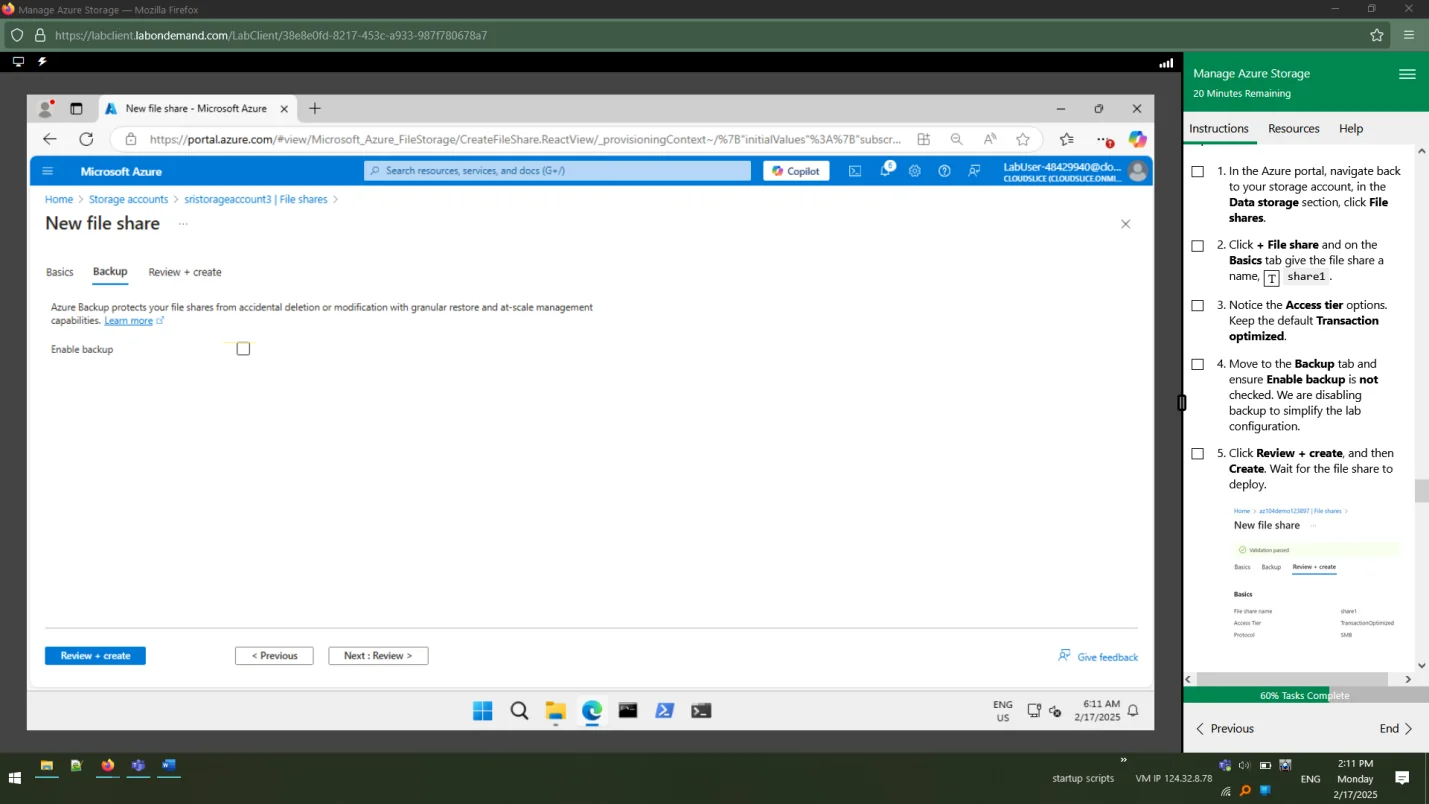 Manage Azure Storage — Mozilla Firefox
https://labclient.labondemand.com/LabClient/38e8e0fd-8217-453c-a933-987f780678a7
New file share - Microsoft Azure
https://portal.azure.com/#view/Microsoft_Azure_FileStorage/CreateFileShare.ReactView/_provisioningContext~/%7B"initialValues"%3A%7B"subscr...
Microsoft Azure
Search resources, services, and docs (G+/)
Copilot
6
LabUser-48429940@clo...
CLOUDSLICE (CLOUDSLICE.ONMI...
Home > Storage accounts > sristorageaccount3 | File shares >
New file share ...
Basics Backup Review + create
Azure Backup protects your file shares from accidental deletion or modification with granular restore and at-scale management
capabilities. Learn more
Enable backup
Review + create
< Previous
Next : Review >
Give feedback
ENG
US
6:11 AM
2/17/2025
Manage Azure Storage
20 Minutes Remaining
Instructions Resources Help
1. In the Azure portal, navigate back
to your storage account, in the
Data storage section, click File
shares.
2. Click + File share and on the
Basics tab give the file share a
name, T share1 .
3. Notice the Access tier options.
Keep the default Transaction
optimized.
4. Move to the Backup tab and
ensure Enable backup is not
checked. We are disabling
backup to simplify the lab
configuration.
5. Click Review + create, and then
Create. Wait for the file share to
deploy.
Home > az104demo123897 | File shares >
New file share ...
Validation passed
Basics Backup Review + create
Basics
File share name share1
Access Tier TransactionOptimized
Protocol SMB
60% Tasks Complete
< Previous
End >
startup scripts
VM IP 124.32.8.78
ENG
2:11 PM
Monday
2/17/2025